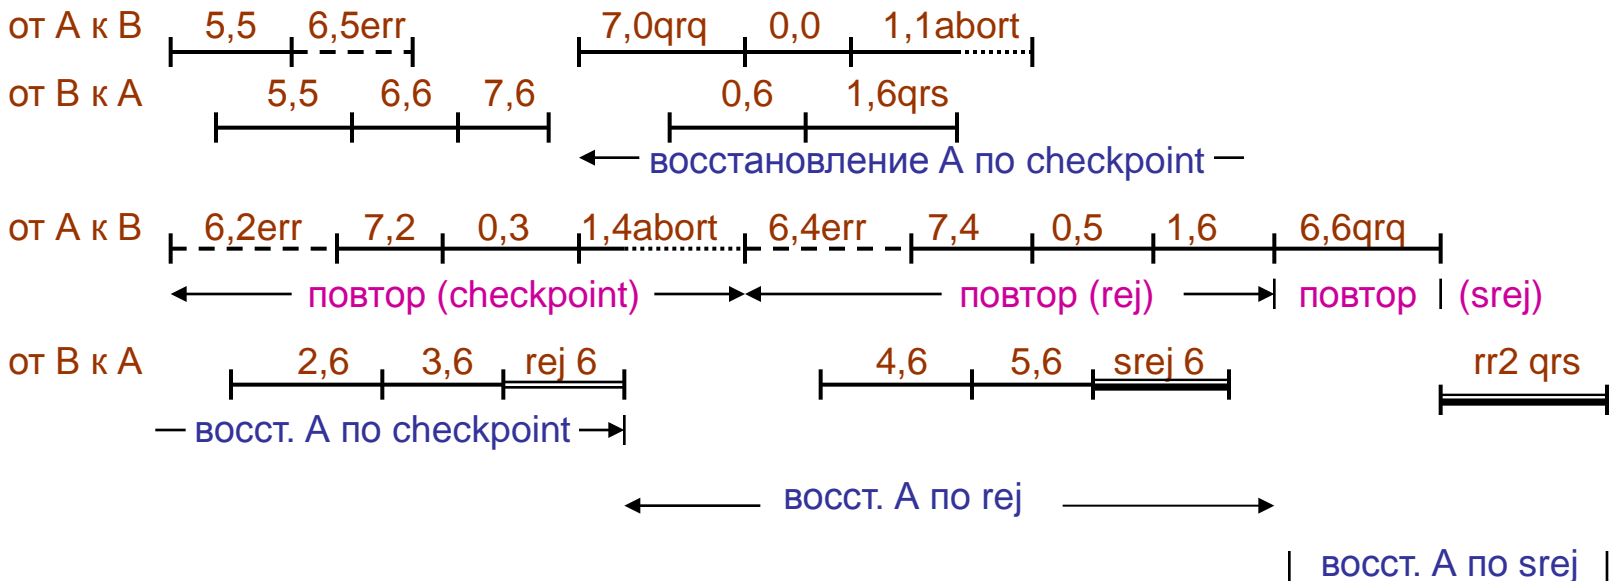 от А к В 5,5 6,5err 7,0qrq 0,0 1,1abort
от В к А 5,5 6,6 7,6 0,6 1,6qrs
восстановление А по checkpoint
от А к В 6,2err 7,2 0,3 1,4abort 6,4err 7,4 0,5 1,6 6,6qrq
повтор (checkpoint) повтор (rej) повтор (srej)
от В к А 2,6 3,6 rej 6 4,6 5,6 srej 6 rr2 qrs
восст. А по checkpoint
восст. А по rej
восст. А по srej